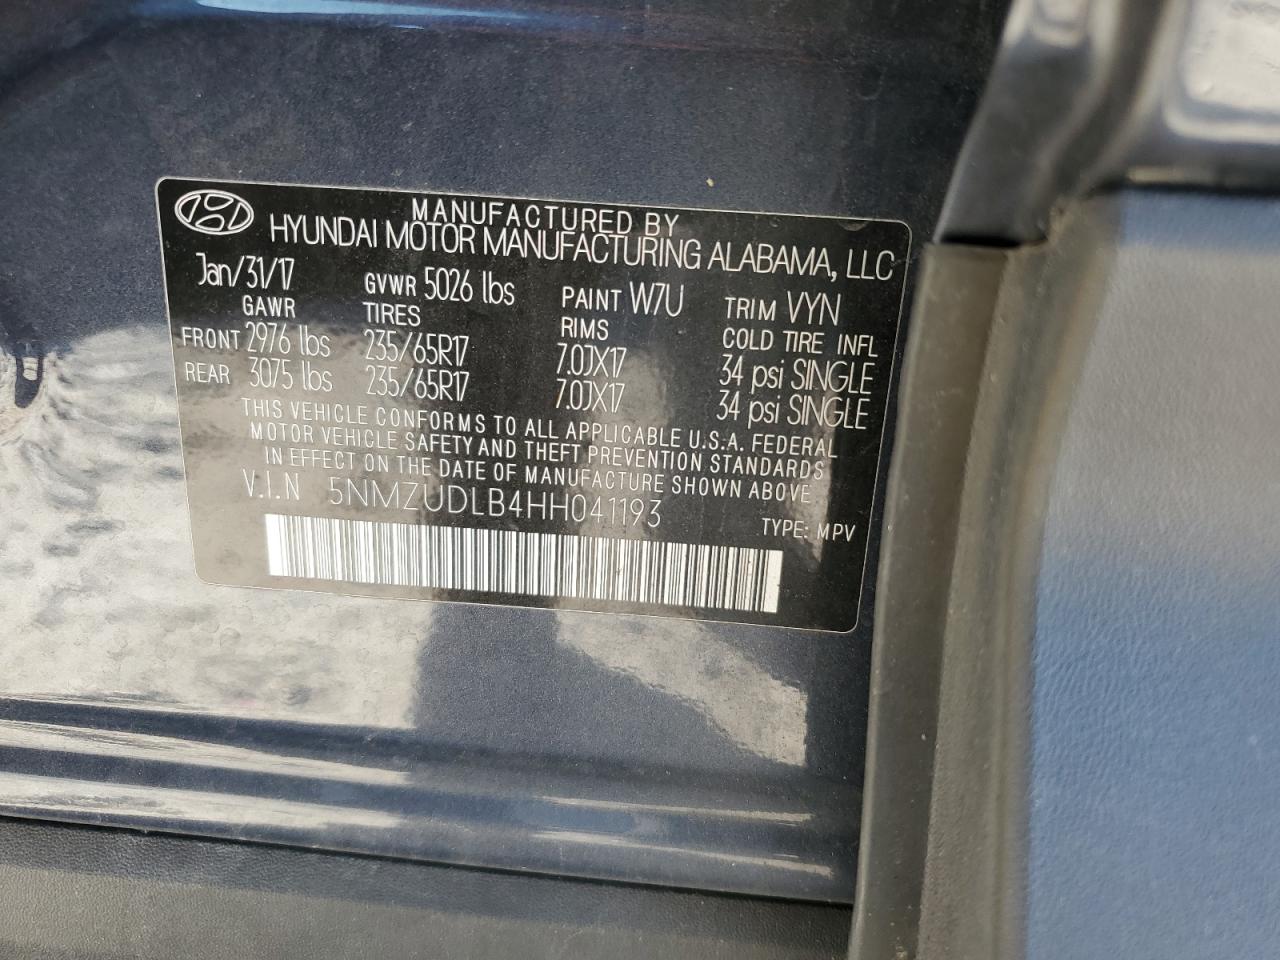 MANUFACTURED BY
HYUNDAI MOTOR MANUFACTURING ALABAMA, LLC
Jan/31/17 GVWR 5026 lbs PAINT W7U TRIM VYN
GAWR TIRES RIMS COLD TIRE INFL
FRONT 2976 lbs 235/65R17 7.0JX17 34 psi SINGLE
REAR 3075 lbs 235/65R17 7.0JX17 34 psi SINGLE
THIS VEHICLE CONFORMS TO ALL APPLICABLE U.S.A. FEDERAL
MOTOR VEHICLE SAFETY AND THEFT PREVENTION STANDARDS
IN EFFECT ON THE DATE OF MANUFACTURE SHOWN ABOVE
V.I.N 5NMZUDLB4HH041193
TYPE: MPV